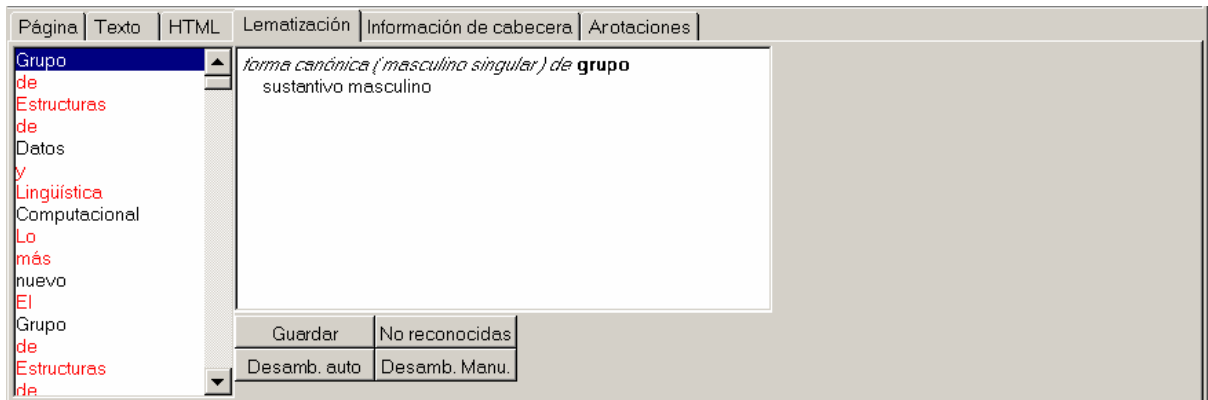 Página Texto HTML Lematización Información de cabecera Arotaciones
Grupo
de
Estructuras
de
Datos
y
Lingüística
Computacional
Lo
más
nuevo
El
Grupo
de
Estructuras
de
forma canónica (masculino singular) de grupo
sustantivo masculino
Guardar No reconocidas
Desamb. auto Desamb. Manu.